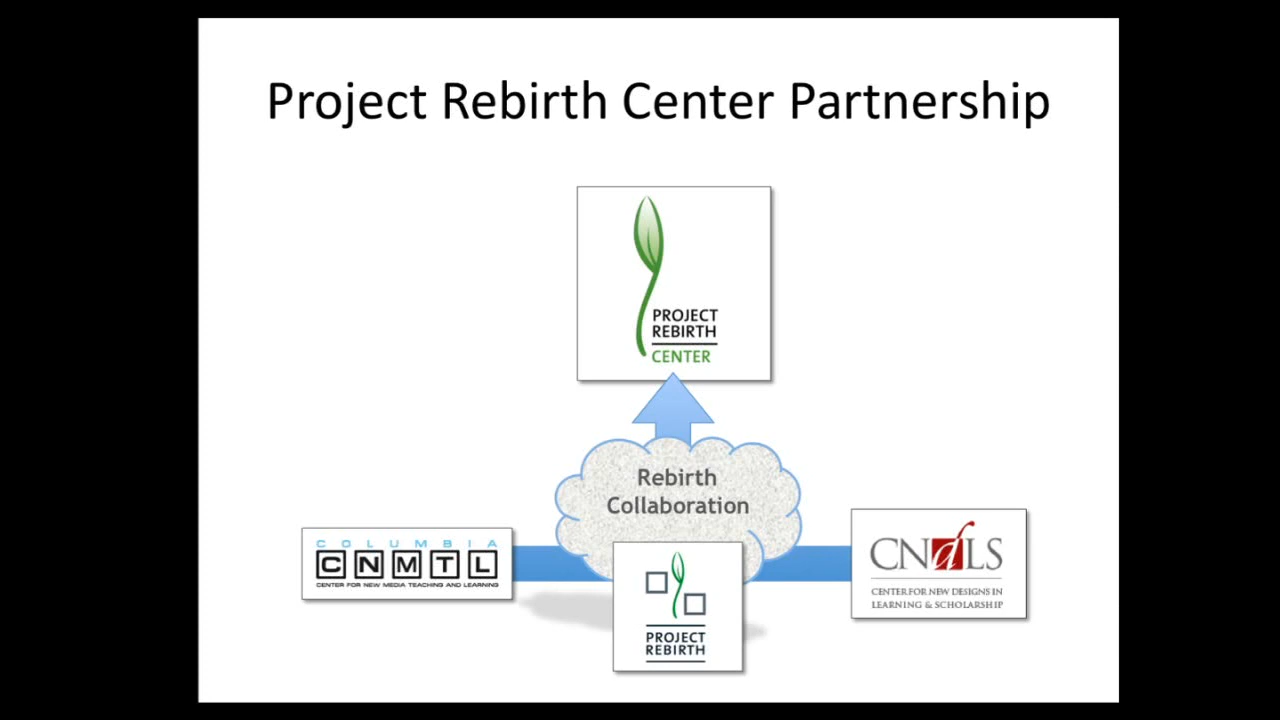 Project Rebirth Center Partnership
PROJECT
REBIRTH
CENTER
Rebirth
Collaboration
COLUMBIA
CNMTL
CENTER FOR NEW MEDIA TEACHING AND LEARNING
PROJECT
REBIRTH
CNdLS
CENTER FOR NEW DESIGNS IN
LEARNING & SCHOLARSHIP